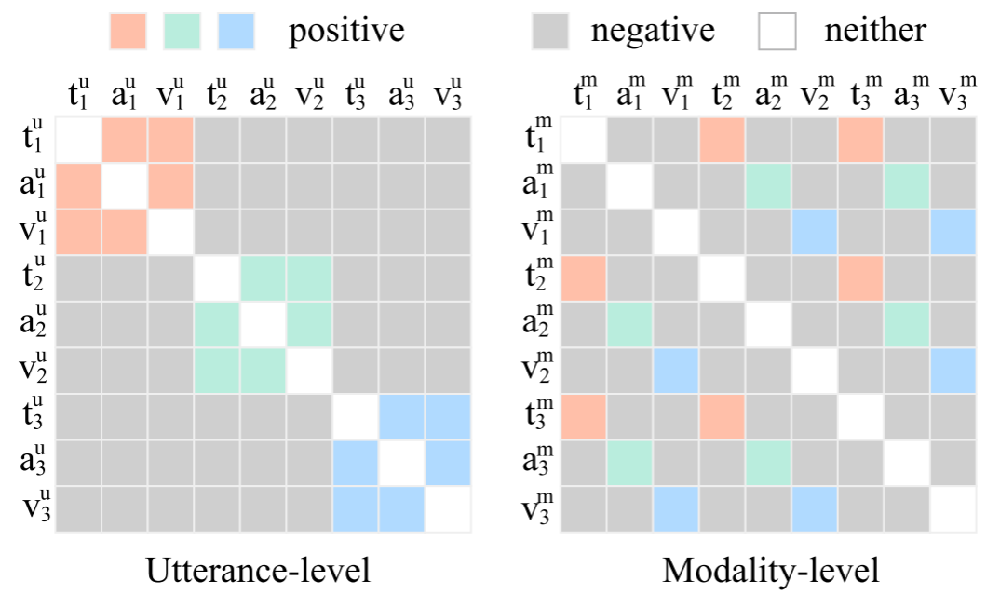 positive negative neither
t₁ᵘ a₁ᵘ v₁ᵘ t₂ᵘ a₂ᵘ v₂ᵘ t₃ᵘ a₃ᵘ v₃ᵘ
t₁ᵘ
a₁ᵘ
v₁ᵘ
t₂ᵘ
a₂ᵘ
v₂ᵘ
t₃ᵘ
a₃ᵘ
v₃ᵘ
Utterance-level
t₁ᵐ a₁ᵐ v₁ᵐ t₂ᵐ a₂ᵐ v₂ᵐ t₃ᵐ a₃ᵐ v₃ᵐ
t₁ᵐ
a₁ᵐ
v₁ᵐ
t₂ᵐ
a₂ᵐ
v₂ᵐ
t₃ᵐ
a₃ᵐ
v₃ᵐ
Modality-level